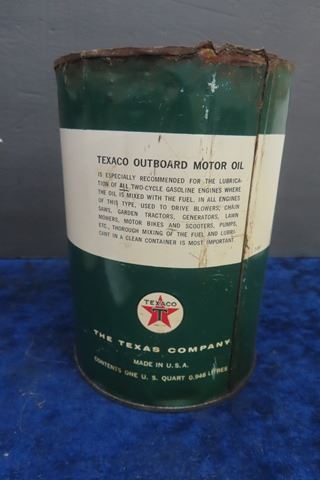 TEXACO OUTBOARD MOTOR OIL
IS ESPECIALLY RECOMMENDED FOR THE LUBRICA-
TION OF ALL TWO-CYCLE GASOLINE ENGINES WHERE
THE OIL IS MIXED WITH THE FUEL. IN ALL ENGINES
OF THIS TYPE, USED TO DRIVE BLOWERS, CHAIN
SAWS, GARDEN TRACTORS, GENERATORS, LAWN
MOWERS, MOTOR BIKES AND SCOOTERS, PUMPS,
ETC., THOROUGH MIXING OF THE FUEL AND LUBRI-
CANT IN A CLEAN CONTAINER IS MOST IMPORTANT.
TEXACO
T
THE TEXAS COMPANY
MADE IN U.S.A.
CONTENTS ONE U. S. QUART 0.946 LITRES